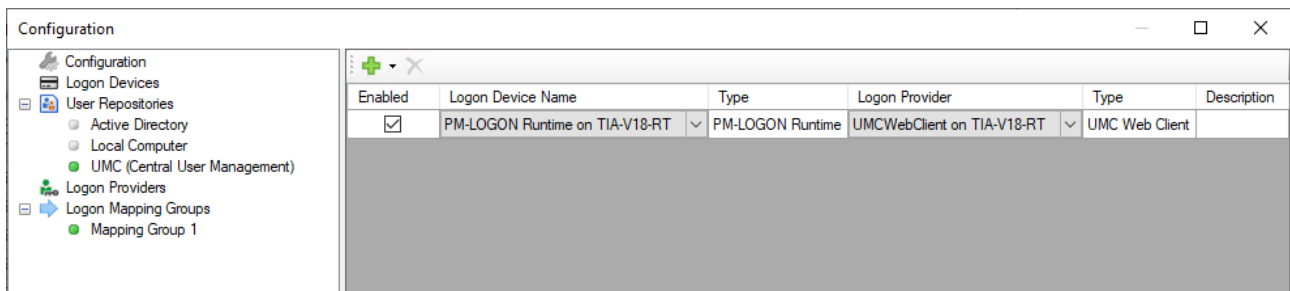 Configuration
Configuration
Logon Devices
User Repositories
Active Directory
Local Computer
UMC (Central User Management)
Logon Providers
Logon Mapping Groups
Mapping Group 1
Enabled Logon Device Name Type Logon Provider Type Description
PM-LOGON Runtime on TIA-V18-RT PM-LOGON Runtime UMCWebClient on TIA-V18-RT UMC Web Client